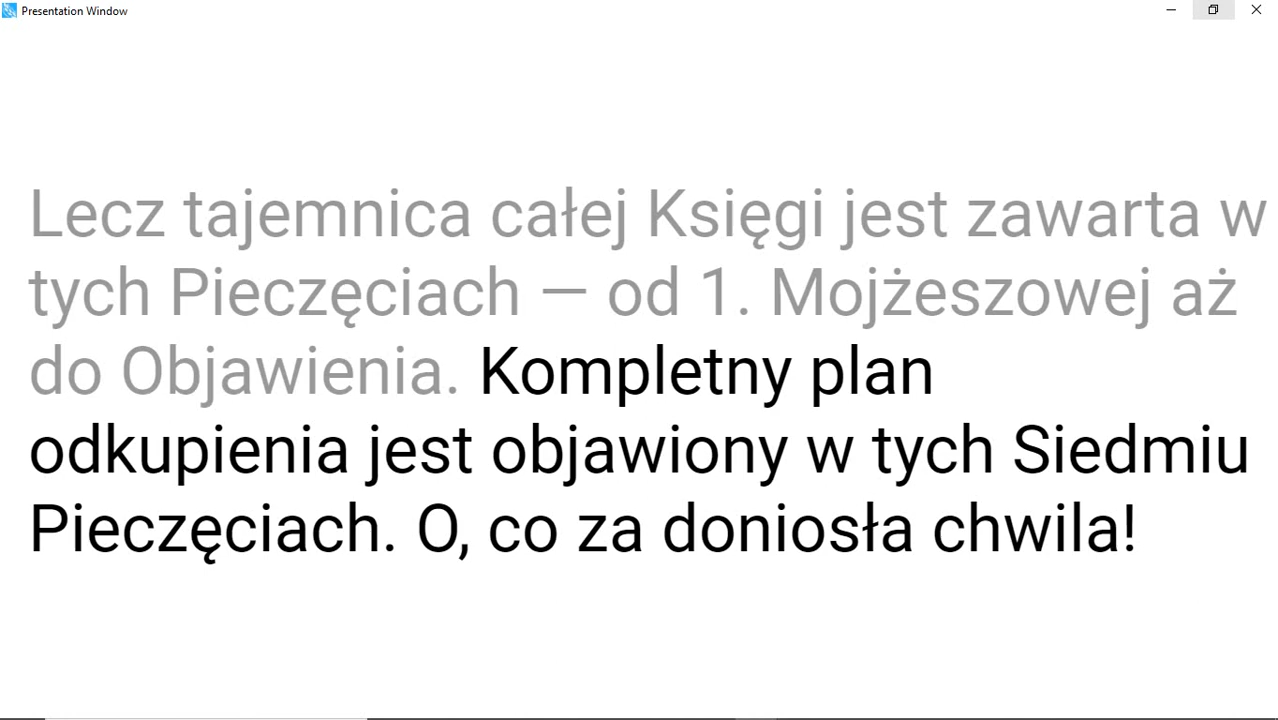 Presentation Window
Lecz tajemnica całej Księgi jest zawarta w
tych Pieczęciach — od 1. Mojżeszowej aż
do Objawienia. Kompletny plan
odkupienia jest objawiony w tych Siedmiu
Pieczęciach. O, co za doniosła chwila!